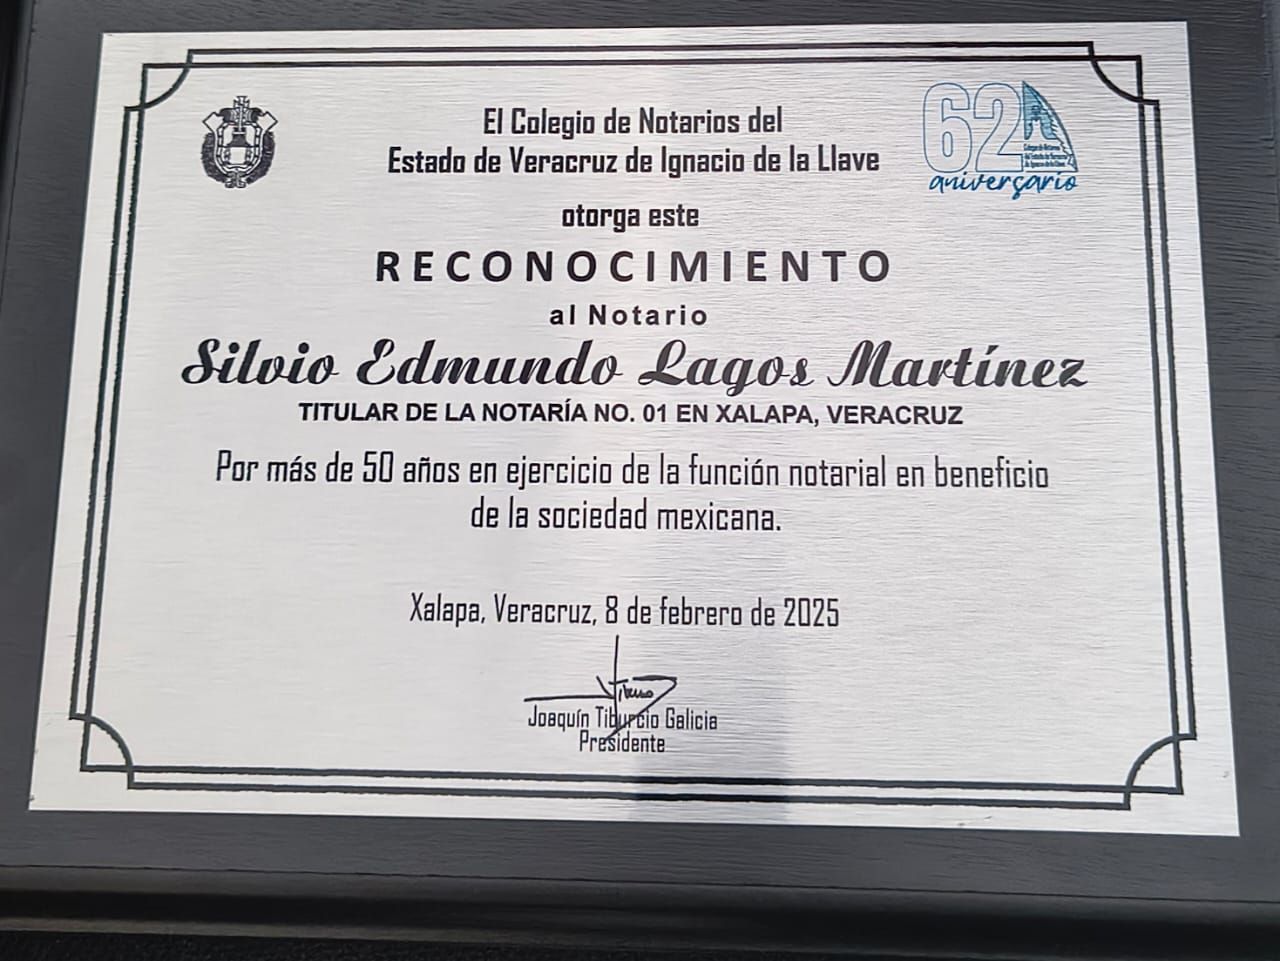 El Colegio de Notarios del
Estado de Veracruz de Ignacio de la Llave
62
aniversario
otorga este
RECONOCIMIENTO
al Notario
Silvio Edmundo Lagos Martínez
TITULAR DE LA NOTARÍA NO. 01 EN XALAPA, VERACRUZ
Por más de 50 años en ejercicio de la función notarial en beneficio
de la sociedad mexicana.
Xalapa, Veracruz, 8 de febrero de 2025
Joaquín Tiburcio Galicia
Presidente